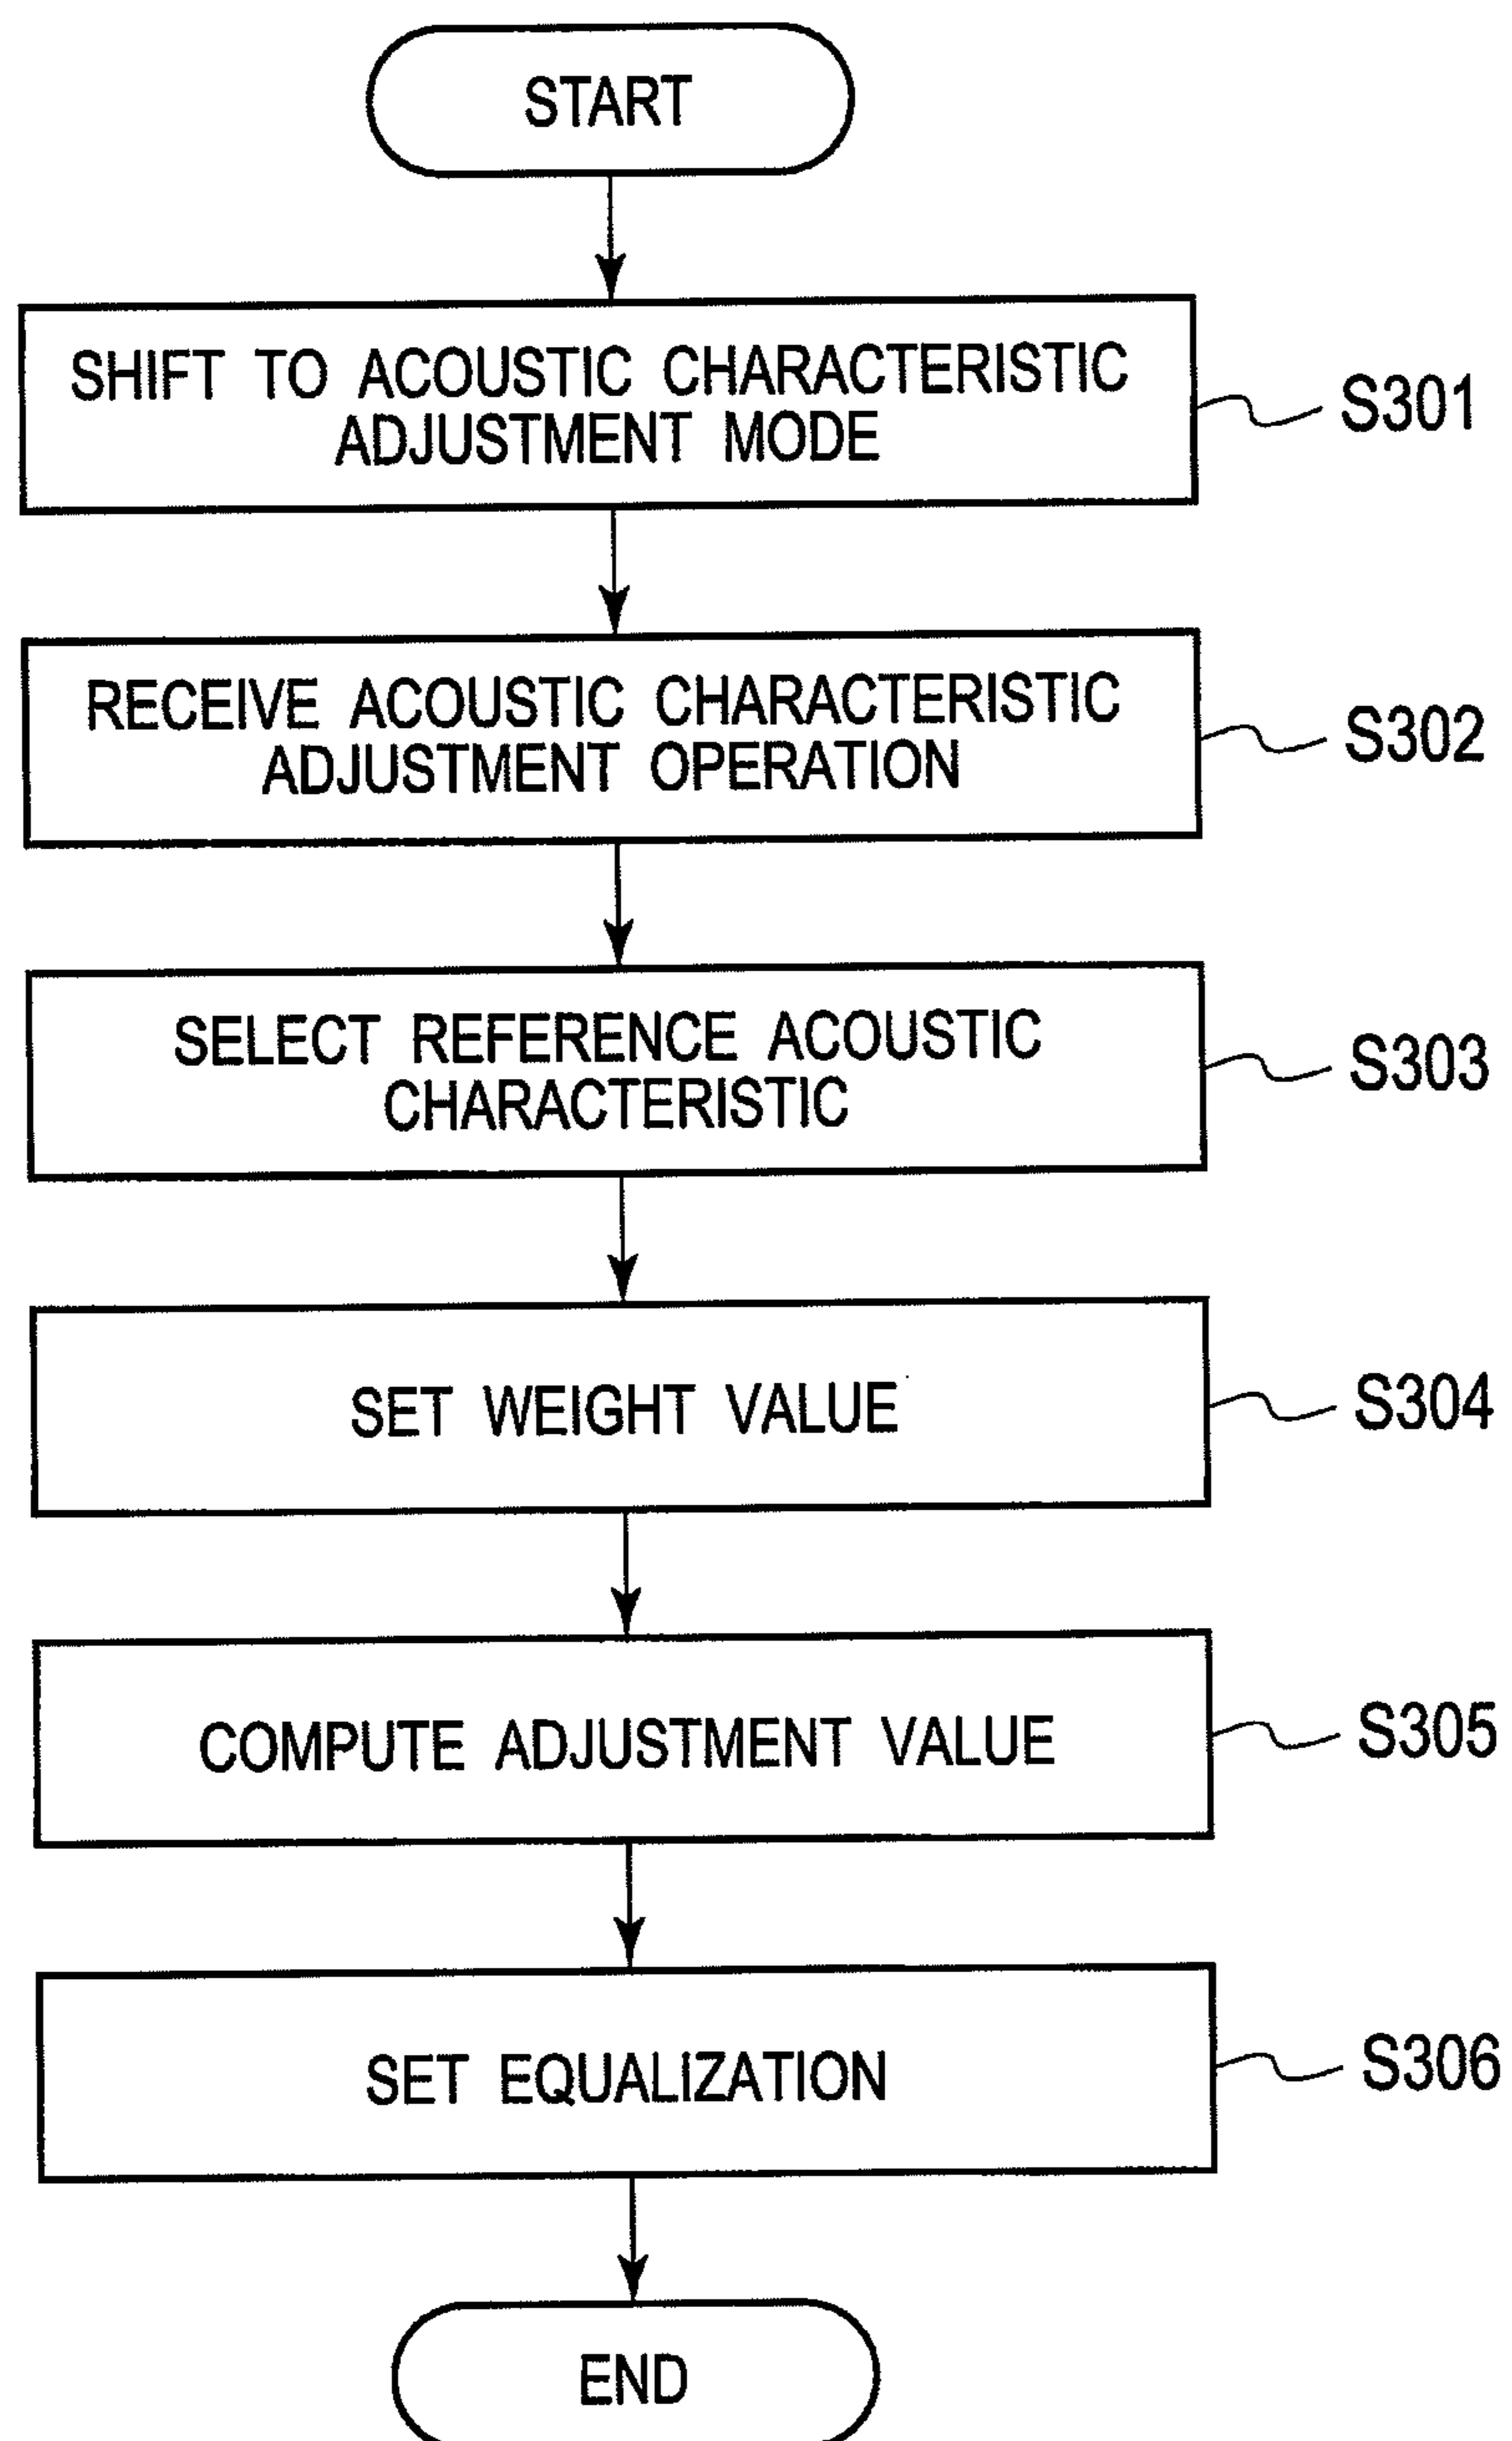 START
SHIFT TO ACOUSTIC CHARACTERISTIC
ADJUSTMENT MODE
S301
RECEIVE ACOUSTIC CHARACTERISTIC
ADJUSTMENT OPERATION
S302
SELECT REFERENCE ACOUSTIC
CHARACTERISTIC
S303
SET WEIGHT VALUE
S304
COMPUTE ADJUSTMENT VALUE
S305
SET EQUALIZATION
S306
END